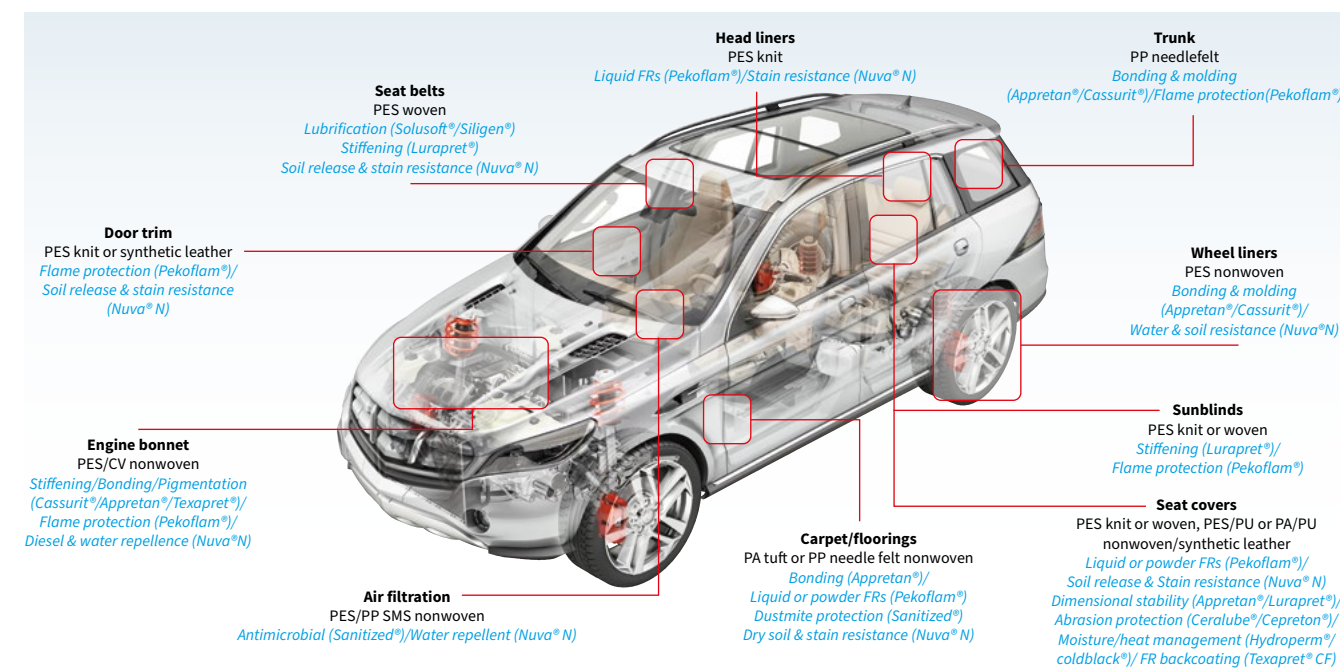 Head liners
PES knit
Liquid FRs (Pekoflam®)/Stain resistance (Nuva® N)
Trunk
PP needlefelt
Bonding & molding
(Appretan®/Cassurit®)/Flame protection(Pekoflam®)
Seat belts
PES woven
Lubrification (Solusoft®/Siligen®)
Stiffening (Lurapret®)
Soil release & stain resistance (Nuva® N)
Door trim
PES knit or synthetic leather
Flame protection (Pekoflam®)/
Soil release & stain resistance
(Nuva® N)
Wheel liners
PES nonwoven
Bonding & molding
(Appretan®/Cassurit®)/
Water & soil resistance (Nuva®N)
Engine bonnet
PES/CV nonwoven
Stiffening/Bonding/Pigmentation
(Cassurit®/Appretan®/Texapret®)/
Flame protection (Pekoflam®)/
Diesel & water repellence (Nuva®N)
Sunblinds
PES knit or woven
Stiffening (Lurapret®)/
Flame protection (Pekoflam®)
Air filtration
PES/PP SMS nonwoven
Antimicrobial (Sanitized®)/Water repellent (Nuva® N)
Carpet/floorings
PA tuft or PP needle felt nonwoven
Bonding (Appretan®)/
Liquid or powder FRs (Pekoflam®)
Dustmite protection (Sanitized®)
Dry soil & stain resistance (Nuva® N)
Seat covers
PES knit or woven, PES/PU or PA/PU
nonwoven/synthetic leather
Liquid or powder FRs (Pekoflam®)/
Soil release & Stain resistance (Nuva® N)
Dimensional stability (Appretan®/Lurapret®)/
Abrasion protection (Ceralube®/Cepreton®)/
Moisture/heat management (Hydroperm®/
coldblack®)/ FR backcoating (Texapret® CF)